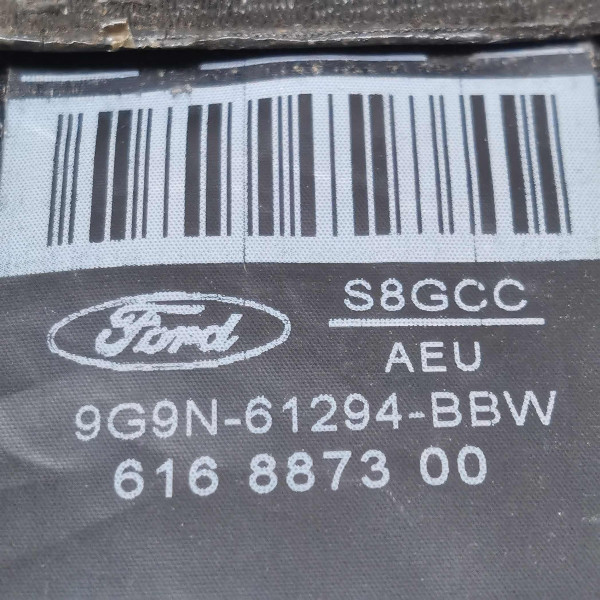 S8GCC
Ford
AEU
9G9N-61294-BBW
616 8873 00